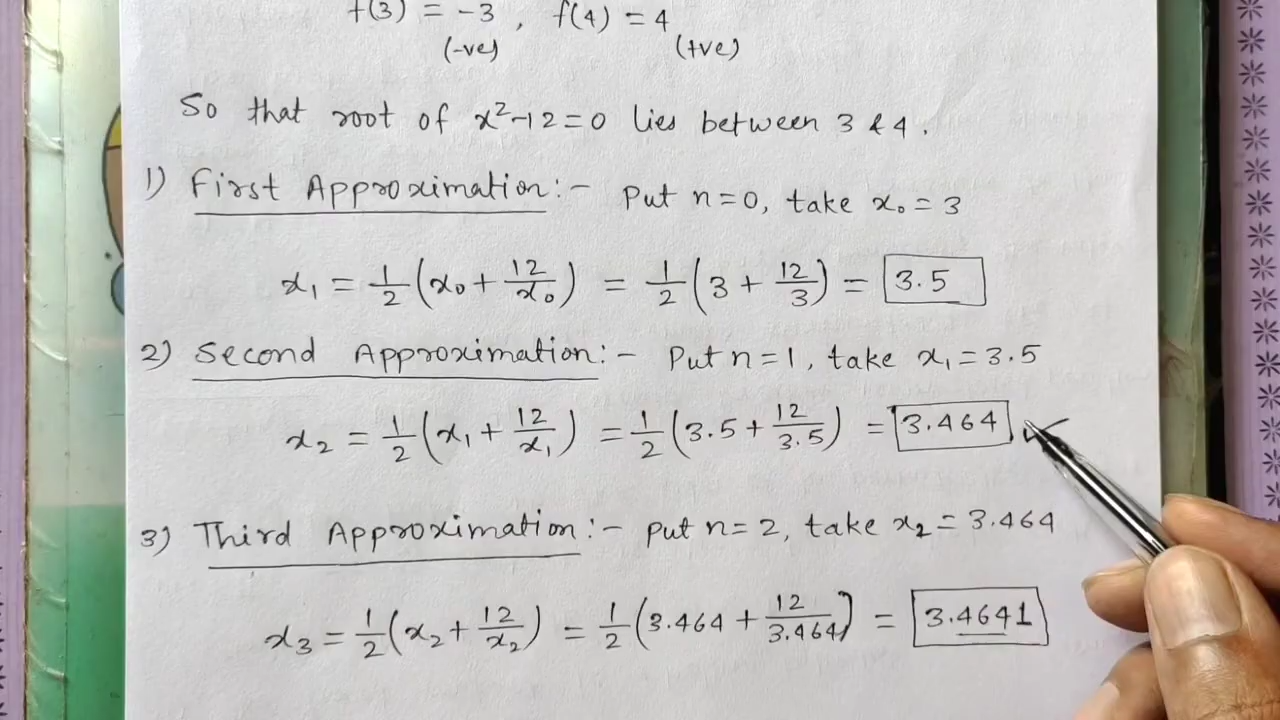 f(3) = -3 , f(4) = 4
(-ve) (+ve)
So that root of x²-12=0 lies between 3 & 4.
1) First Approximation:- Put n=0, take x₀ = 3
x₁ = 1/2 (x₀ + 12/x₀) = 1/2 (3 + 12/3) = 3.5
2) Second Approximation:- Put n=1, take x₁ = 3.5
x₂ = 1/2 (x₁ + 12/x₁) = 1/2 (3.5 + 12/3.5) = 3.464
3) Third Approximation:- Put n=2, take x₂ = 3.464
x₃ = 1/2 (x₂ + 12/x₂) = 1/2 (3.464 + 12/3.464) = 3.4641